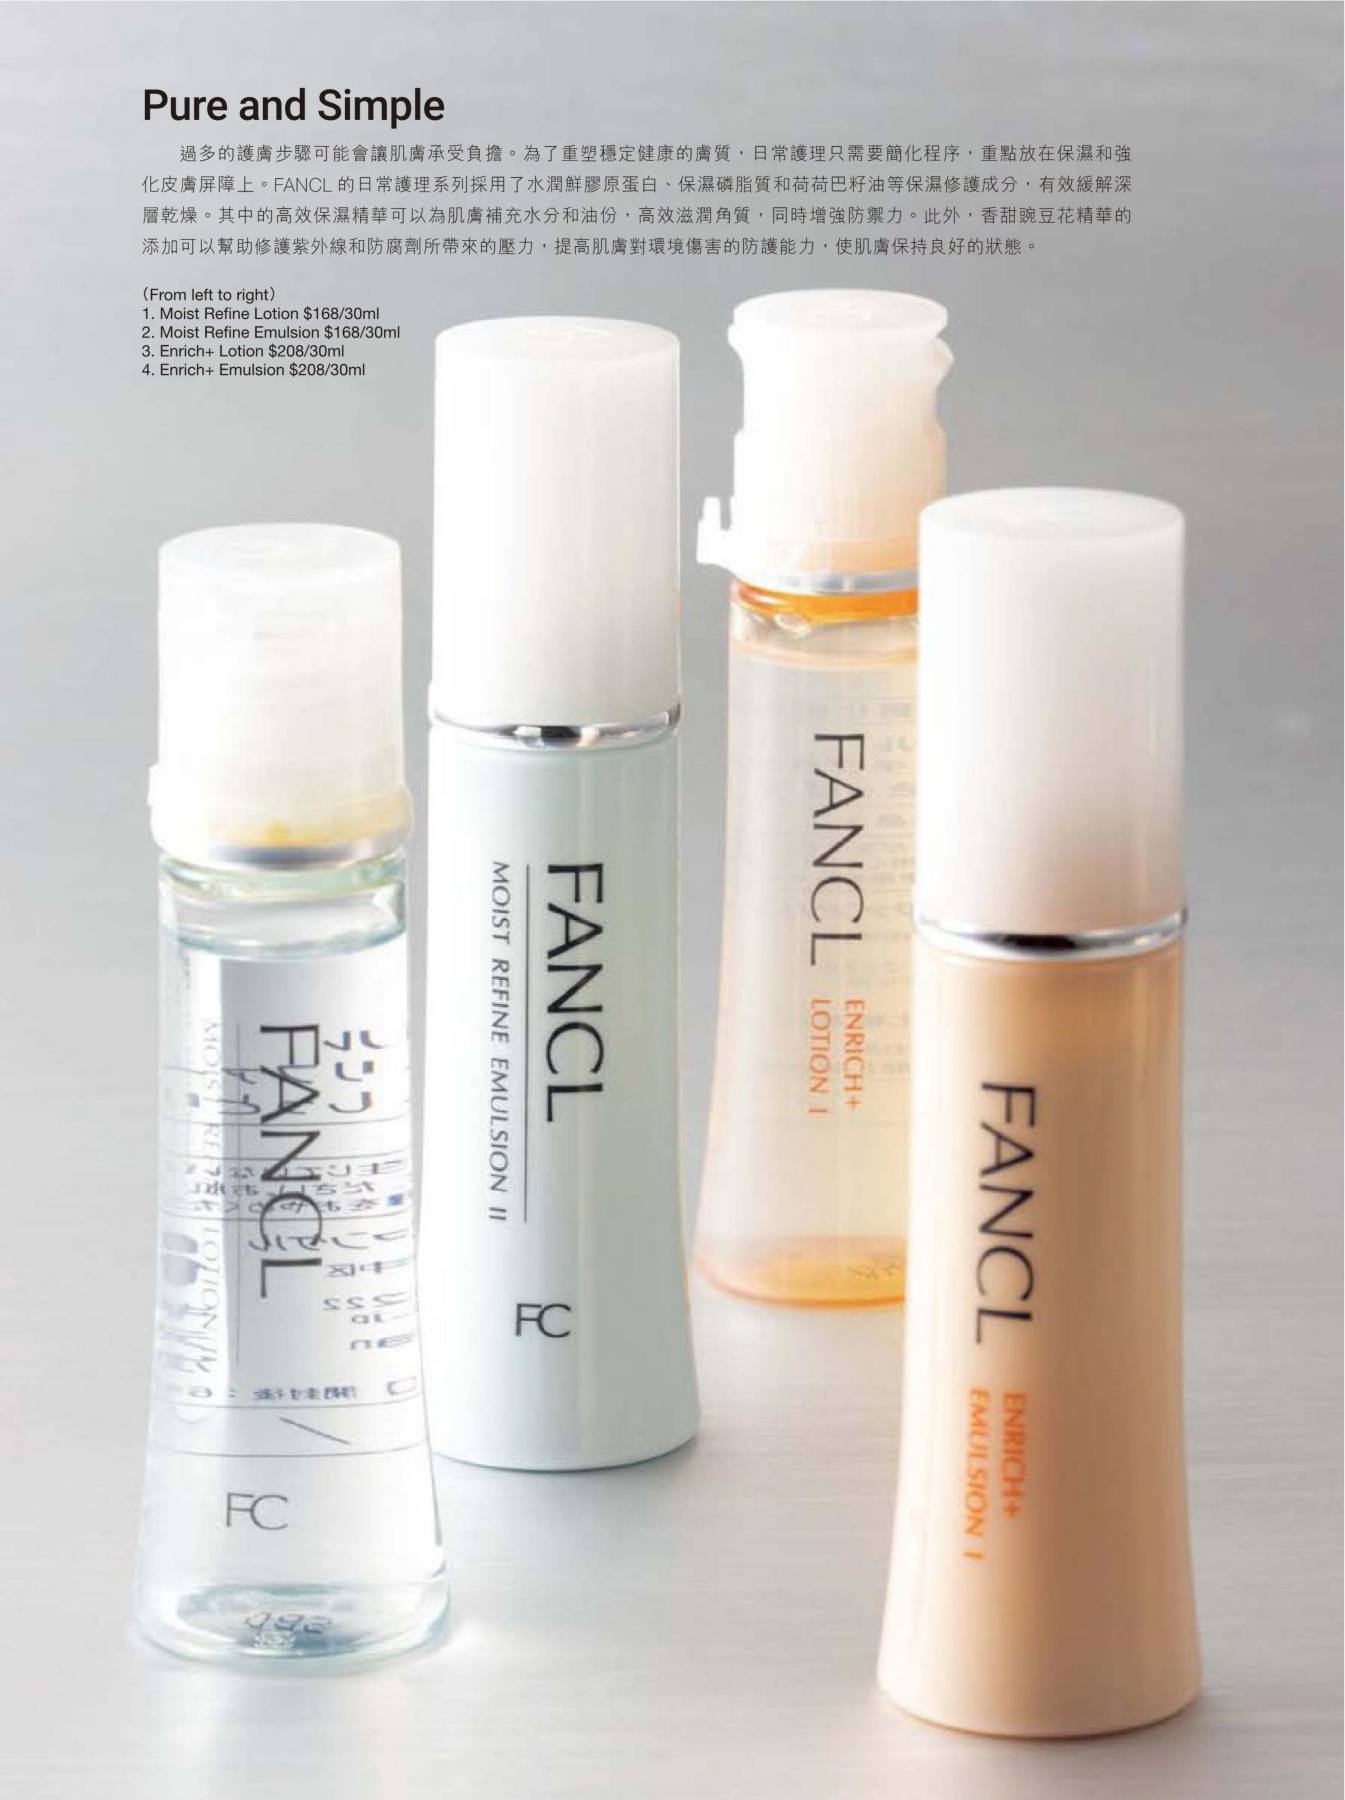 Pure and Simple
過多的護膚步驟可能會讓肌膚承受負擔。為了重塑穩定健康的膚質，日常護理只需要簡化程序，重點放在保濕和強
化皮膚屏障上。FANCL 的日常護理系列採用了水潤鮮膠原蛋白、保濕磷脂質和荷荷巴籽油等保濕修護成分，有效緩解深
層乾燥。其中的高效保濕精華可以為肌膚補充水分和油份，高效滋潤角質，同時增強防禦力。此外，香甜豌豆花精華的
添加可以幫助修護紫外線和防腐劑所帶來的壓力，提高肌膚對環境傷害的防護能力，使肌膚保持良好的狀態。
（From left to right）
1. Moist Refine Lotion $168/30ml
2. Moist Refine Emulsion $168/30ml
3. Enrich+ Lotion $208/30ml
4. Enrich+ Emulsion $208/30ml
FANCL
FC
FANCL
MOIST REFINE EMULSION II
FC
FANCL
ENRICH+
LOTION I
FANCL
ENRICH+
EMULSION I